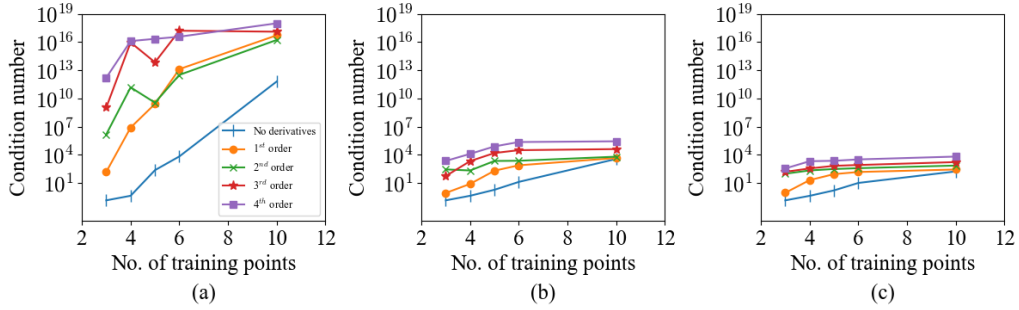 Condition number
10^19
10^16
10^13
10^10
10^7
10^4
10^1
No derivatives
1^st order
2^nd order
3^rd order
4^th order
2 4 6 8 10 12
No. of training points
(a)
Condition number
10^19
10^16
10^13
10^10
10^7
10^4
10^1
2 4 6 8 10 12
No. of training points
(b)
Condition number
10^19
10^16
10^13
10^10
10^7
10^4
10^1
2 4 6 8 10 12
No. of training points
(c)